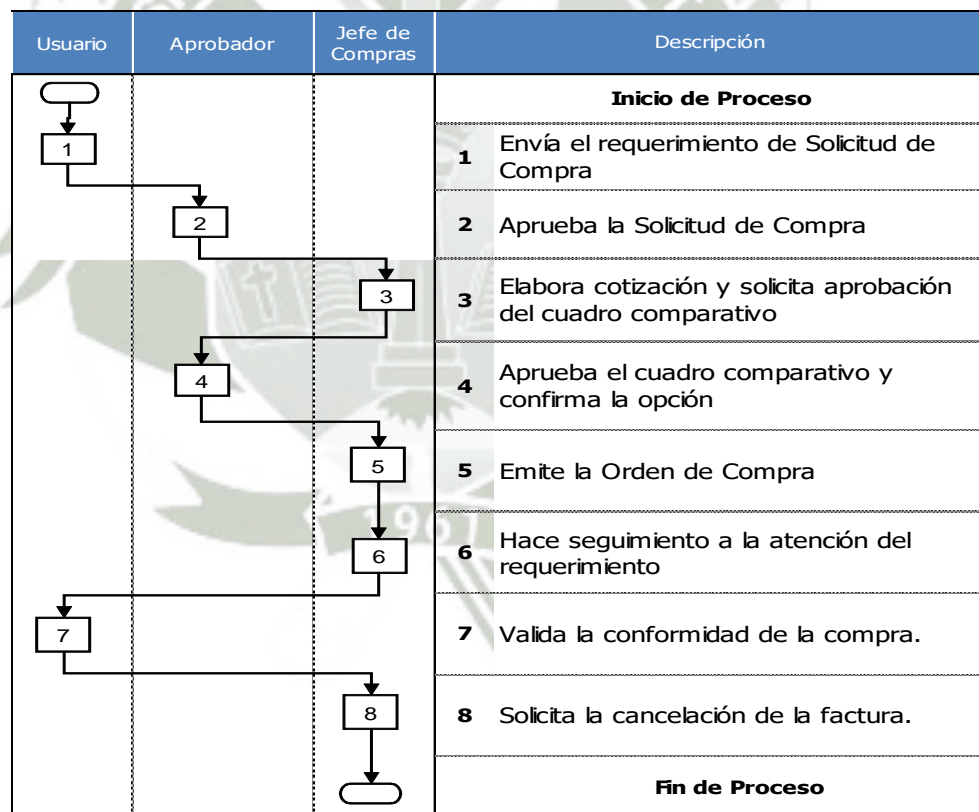 Usuario
Aprobador
Jefe de
Compras
Descripción
Inicio de Proceso
1
1
Envía el requerimiento de Solicitud de
Compra
2
2
Aprueba la Solicitud de Compra
3
3
Elabora cotización y solicita aprobación
del cuadro comparativo
4
4
Aprueba el cuadro comparativo y
confirma la opción
5
5
Emite la Orden de Compra
1961
6
6
Hace seguimiento a la atención del
requerimiento
7
7
Valida la conformidad de la compra.
8
8
Solicita la cancelación de la factura.
Fin de Proceso